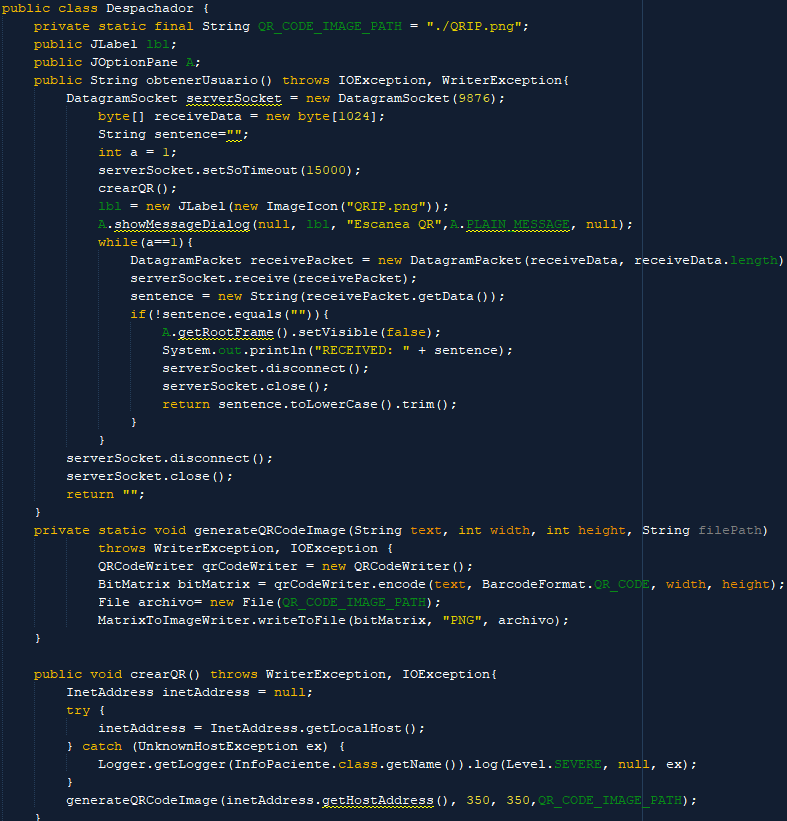 public class Despachador {
    private static final String QR_CODE_IMAGE_PATH = "./QRIP.png";
    public JLabel lbl;
    public JOptionPane A;
    public String obtenerUsuario() throws IOException, WriterException{
        DatagramSocket serverSocket = new DatagramSocket(9876);
            byte[] receiveData = new byte[1024];
            String sentence="";
            int a = 1;
            serverSocket.setSoTimeout(15000);
            crearQR();
            lbl = new JLabel(new ImageIcon("QRIP.png"));
            A.showMessageDialog(null, lbl, "Escanea QR",A.PLAIN_MESSAGE, null);
            while(a==1){
                DatagramPacket receivePacket = new DatagramPacket(receiveData, receiveData.length)
                serverSocket.receive(receivePacket);
                sentence = new String(receivePacket.getData());
                if(!sentence.equals("")){
                    A.getRootFrame().setVisible(false);
                    System.out.println("RECEIVED: " + sentence);
                    serverSocket.disconnect();
                    serverSocket.close();
                    return sentence.toLowerCase().trim();
                }
            }
        serverSocket.disconnect();
        serverSocket.close();
        return "";
    }
    private static void generateQRCodeImage(String text, int width, int height, String filePath)
            throws WriterException, IOException {
            QRCodeWriter qrCodeWriter = new QRCodeWriter();
            BitMatrix bitMatrix = qrCodeWriter.encode(text, BarcodeFormat.QR_CODE, width, height);
            File archivo= new File(QR_CODE_IMAGE_PATH);
            MatrixToImageWriter.writeToFile(bitMatrix, "PNG", archivo);
    }

    public void crearQR() throws WriterException, IOException{
        InetAddress inetAddress = null;
        try {
            inetAddress = InetAddress.getLocalHost();
        } catch (UnknownHostException ex) {
            Logger.getLogger(InfoPaciente.class.getName()).log(Level.SEVERE, null, ex);
        }
        generateQRCodeImage(inetAddress.getHostAddress(), 350, 350,QR_CODE_IMAGE_PATH);
    }